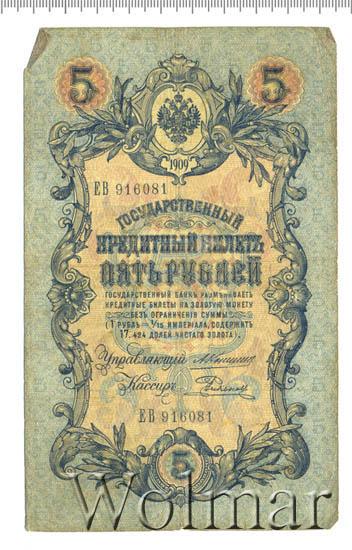 5 5
1909
ЕВ 916081
ГОСУДАРСТВЕННЫЙ
КРЕДИТНЫЙ БИЛЕТЪ
ПЯТЬ РУБЛЕЙ
ГОСУДАРСТВЕННЫЙ БАНКЪ РАЗМѢНИВАЕТЪ
КРЕДИТНЫЕ БИЛЕТЫ НА ЗОЛОТУЮ МОНЕТУ
БЕЗЪ ОГРАНИЧЕНІЯ СУММЫ
(1 РУБЛЬ = 1/15 ИМПЕРІАЛА, СОДЕРЖИТЪ
17,424 ДОЛЕЙ ЧИСТАГО ЗОЛОТА).
Управляющій
Кассиръ
ЕВ 916081
5
Wolmar